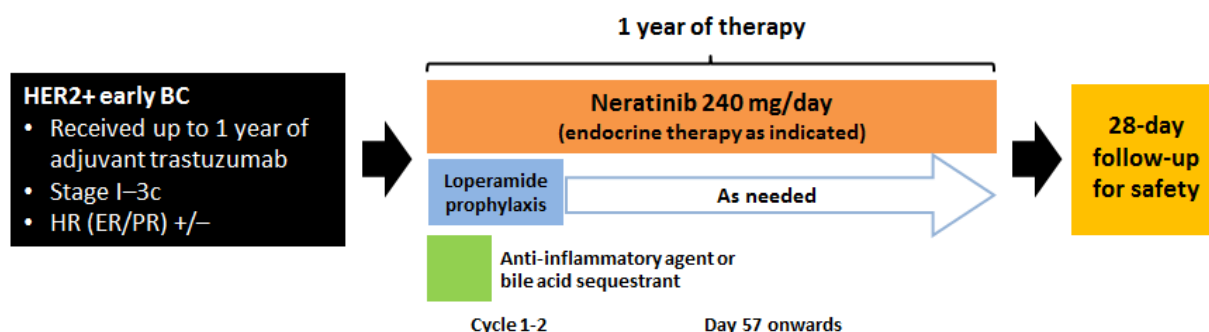 1 year of therapy
HER2+ early BC
• Received up to 1 year of
adjuvant trastuzumab
• Stage I–3c
• HR (ER/PR) +/–
Neratinib 240 mg/day
(endocrine therapy as indicated)
Loperamide
prophylaxis
As needed
Anti-inflammatory agent or
bile acid sequestrant
Cycle 1-2
Day 57 onwards
28-day
follow-up
for safety